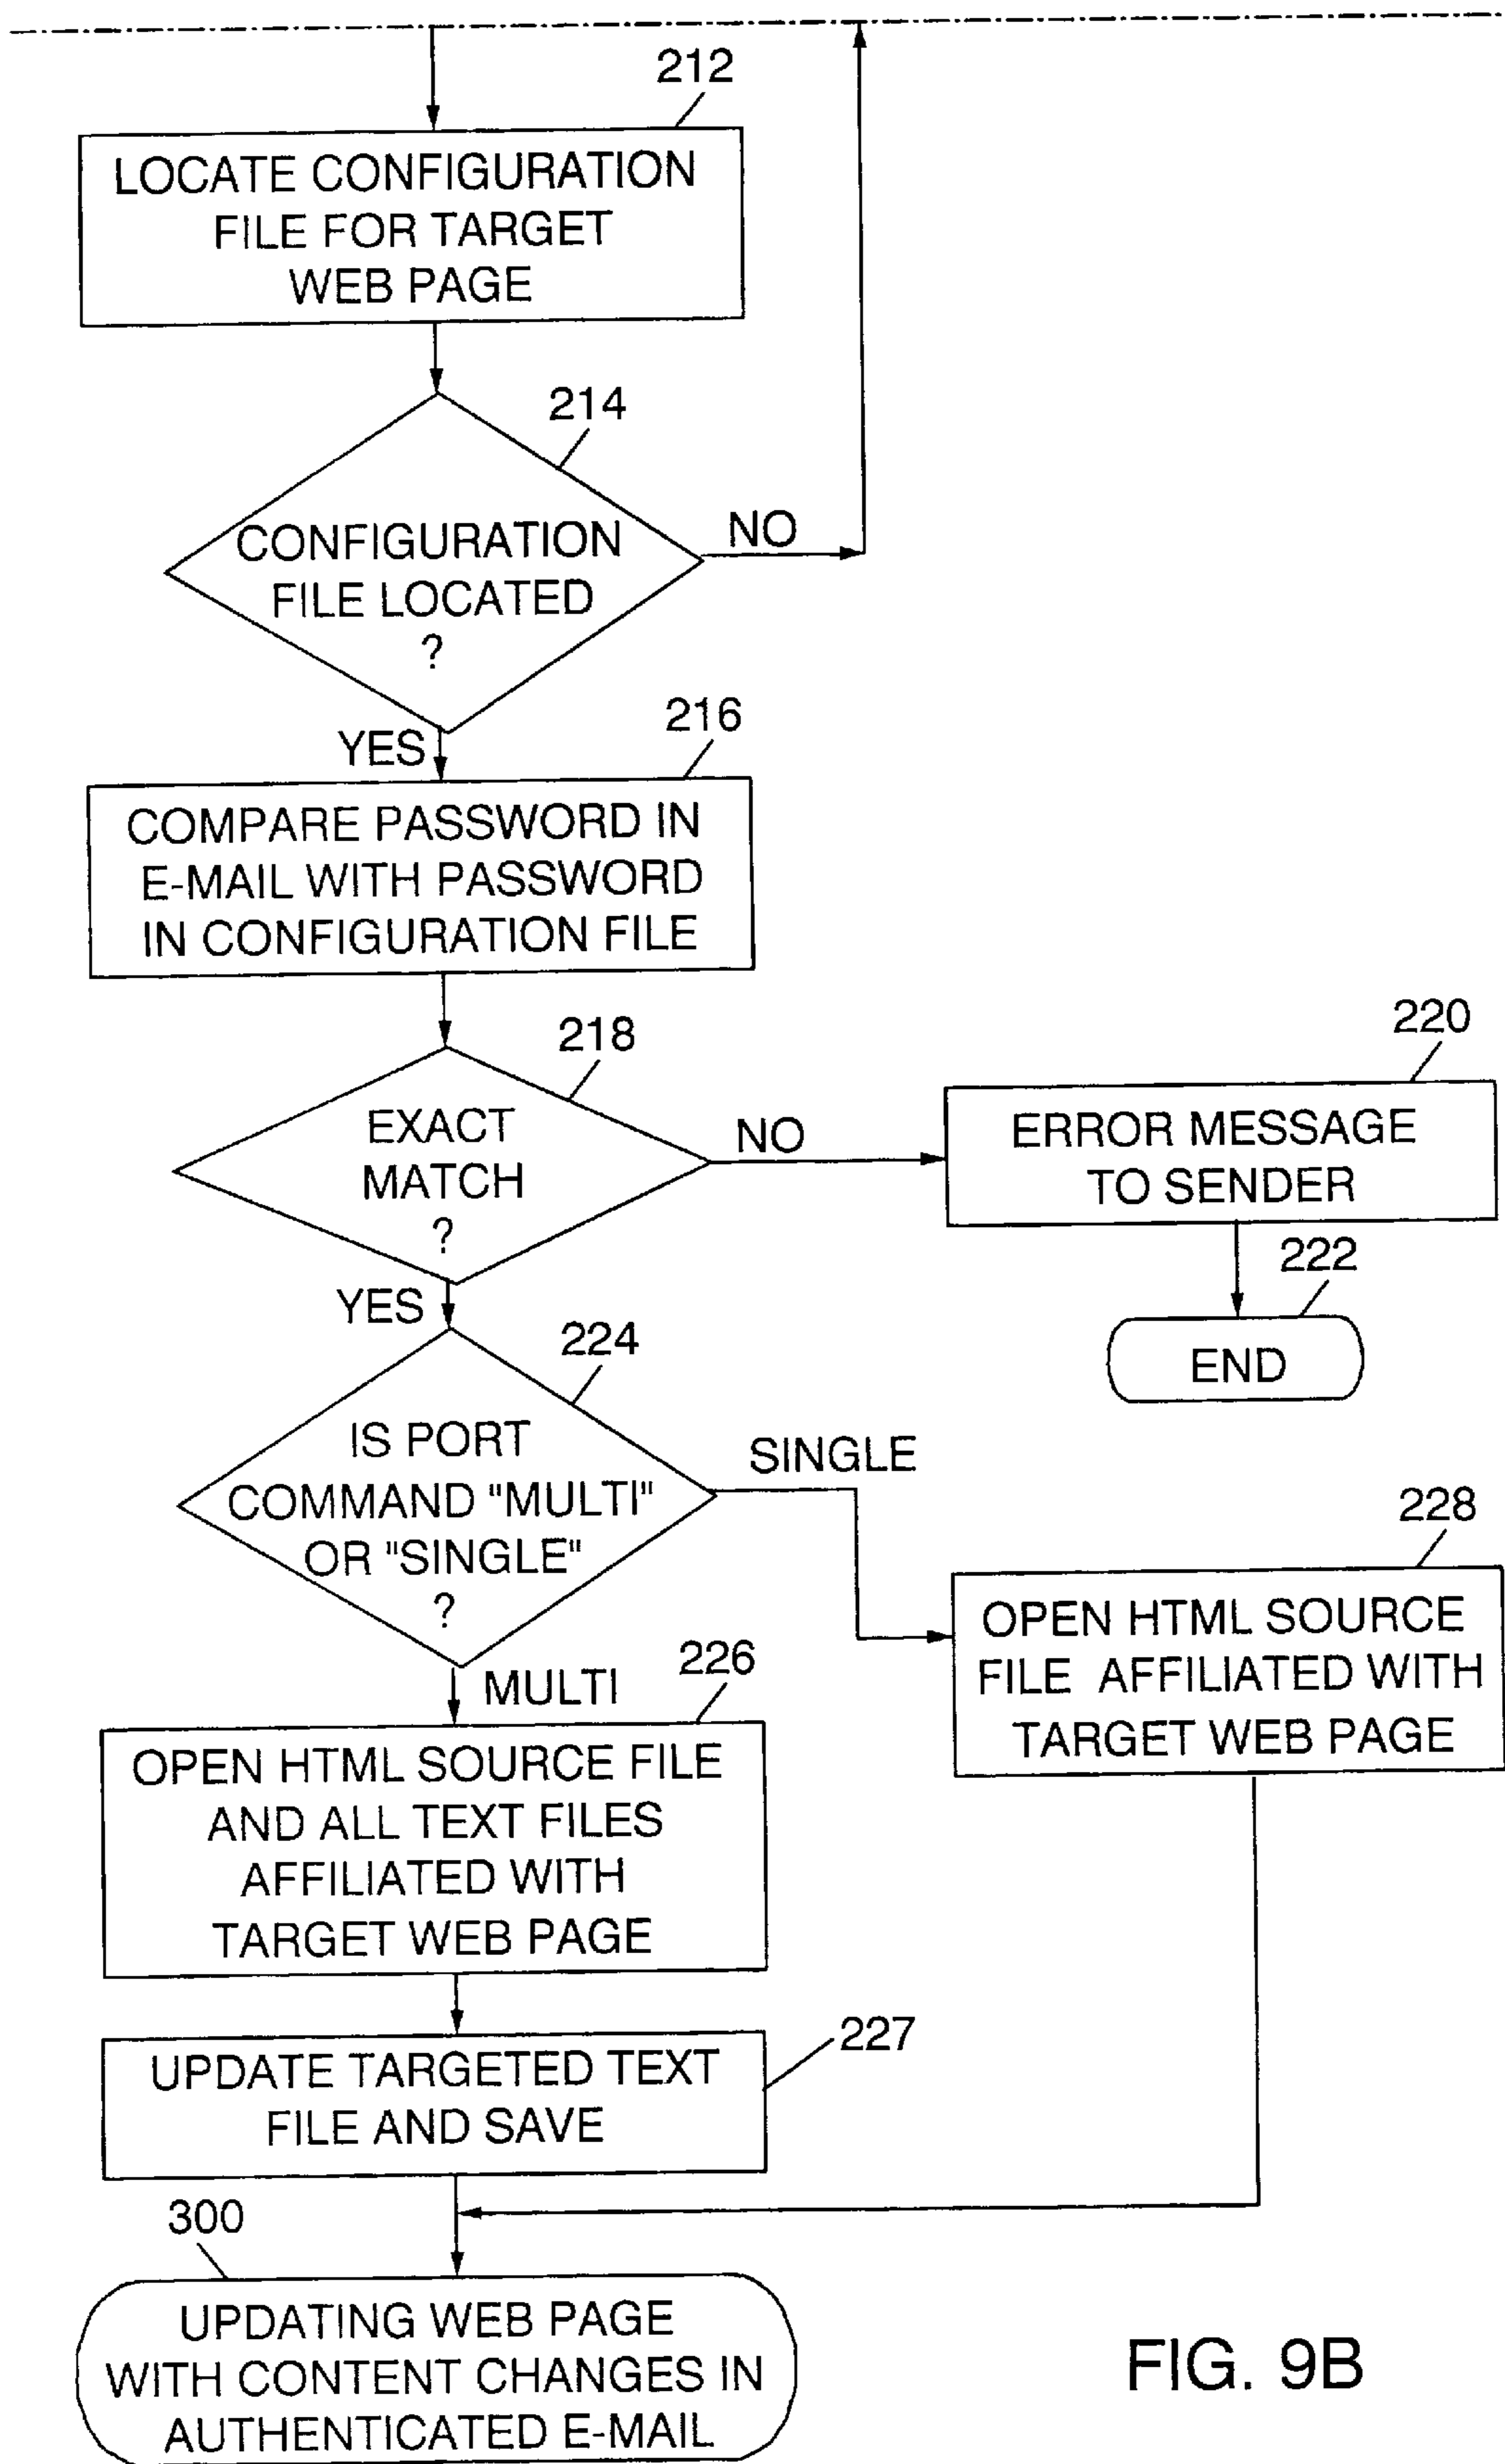 212
LOCATE CONFIGURATION
FILE FOR TARGET
WEB PAGE
214
CONFIGURATION
FILE LOCATED
?
NO
YES
216
COMPARE PASSWORD IN
E-MAIL WITH PASSWORD
IN CONFIGURATION FILE
218
EXACT
MATCH
?
NO
220
ERROR MESSAGE
TO SENDER
222
END
YES
224
IS PORT
COMMAND "MULTI"
OR "SINGLE"
?
SINGLE
228
OPEN HTML SOURCE
FILE AFFILIATED WITH
TARGET WEB PAGE
MULTI
226
OPEN HTML SOURCE FILE
AND ALL TEXT FILES
AFFILIATED WITH
TARGET WEB PAGE
227
UPDATE TARGETED TEXT
FILE AND SAVE
300
UPDATING WEB PAGE
WITH CONTENT CHANGES IN
AUTHENTICATED E-MAIL
FIG. 9B